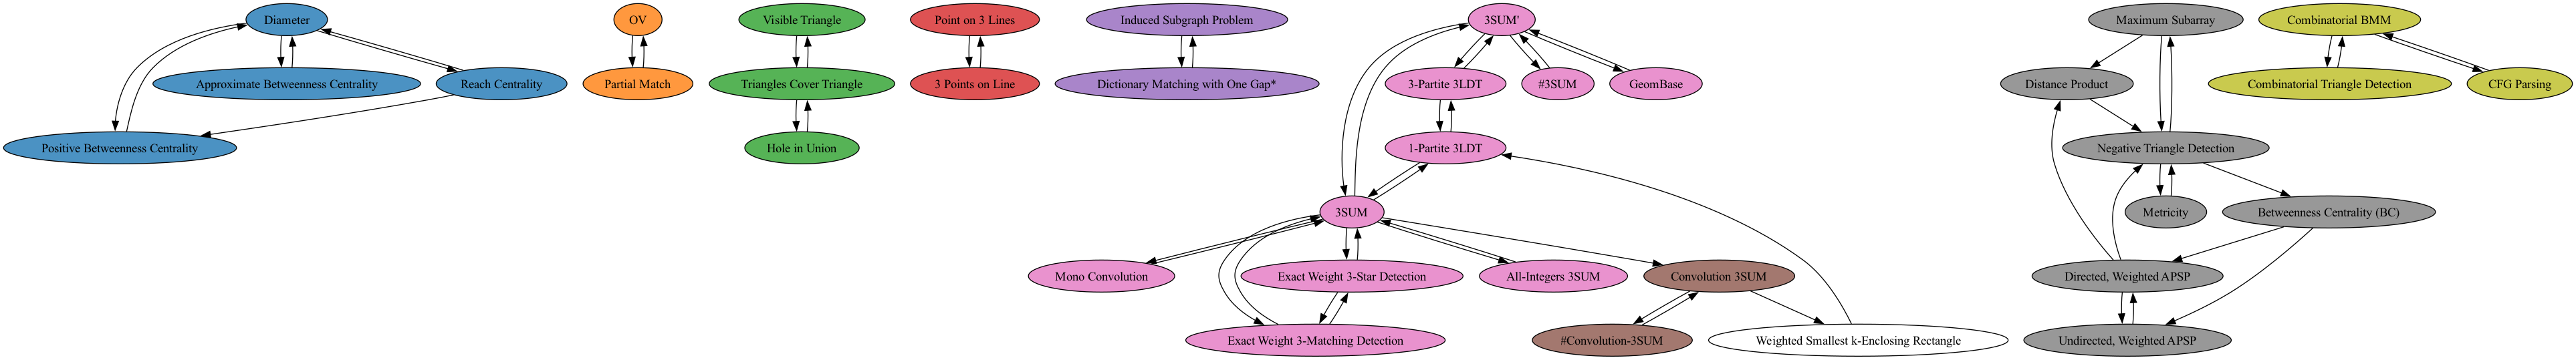 Diameter
OV
Visible Triangle
Point on 3 Lines
Induced Subgraph Problem
3SUM'
Maximum Subarray
Combinatorial BMM
Approximate Betweenness Centrality
Reach Centrality
Partial Match
Triangles Cover Triangle
3 Points on Line
Dictionary Matching with One Gap*
3-Partite 3LDT
#3SUM
GeomBase
Distance Product
Combinatorial Triangle Detection
CFG Parsing
Positive Betweenness Centrality
Hole in Union
1-Partite 3LDT
Negative Triangle Detection
3SUM
Metricity
Betweenness Centrality (BC)
Mono Convolution
Exact Weight 3-Star Detection
All-Integers 3SUM
Convolution 3SUM
Directed, Weighted APSP
Exact Weight 3-Matching Detection
#Convolution-3SUM
Weighted Smallest k-Enclosing Rectangle
Undirected, Weighted APSP